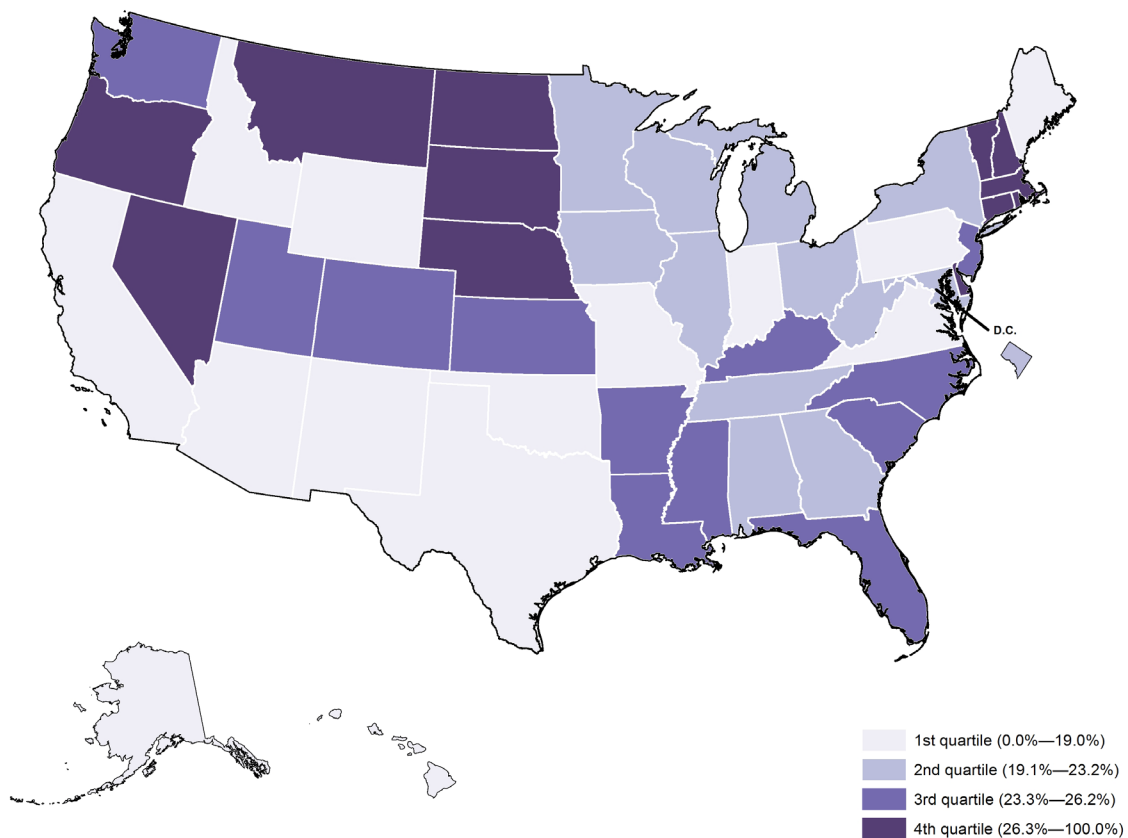 D.C.
1st quartile (0.0%—19.0%)
2nd quartile (19.1%—23.2%)
3rd quartile (23.3%—26.2%)
4th quartile (26.3%—100.0%)